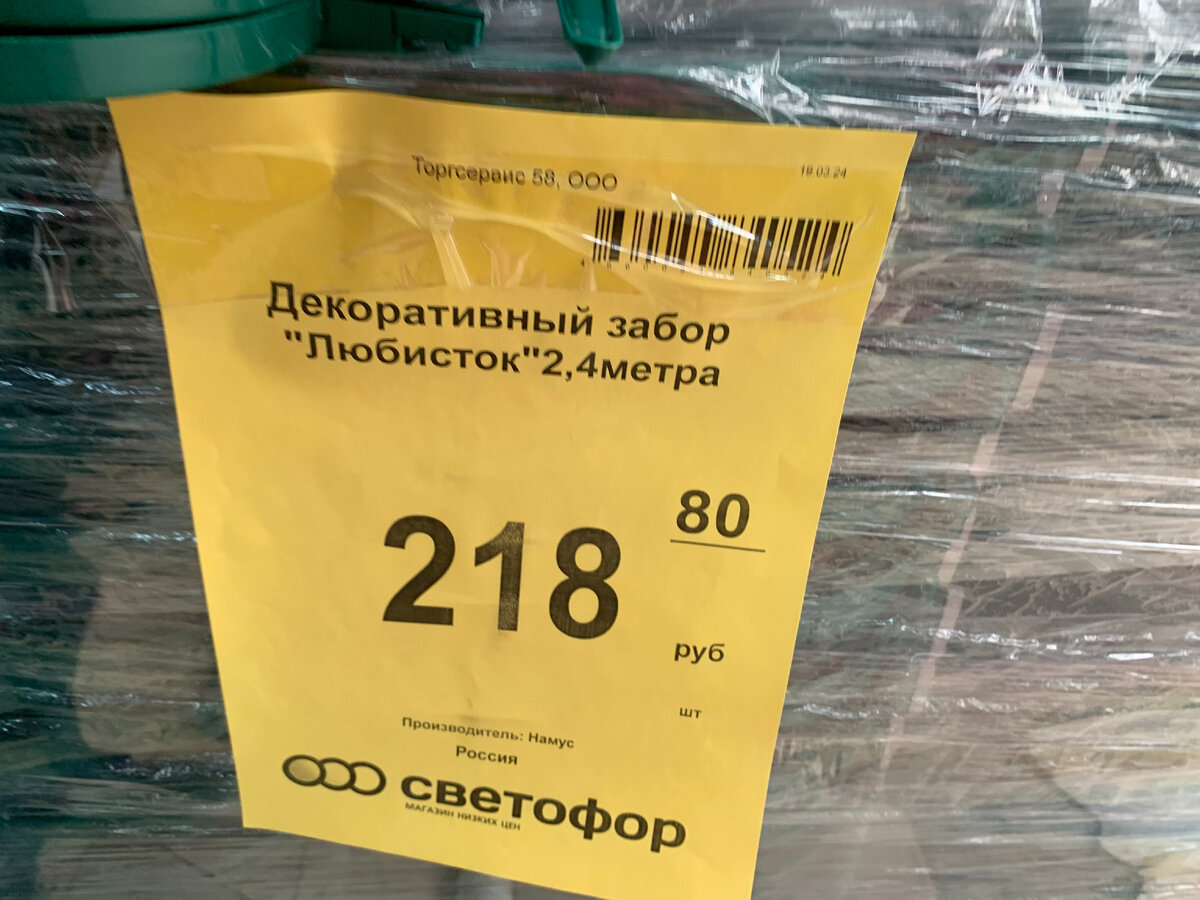 Торгсервис 58, ООО
19.03.24
Декоративный забор
"Любисток"2,4метра
218
80
руб
шт
Производитель: Намус
Россия
светофор
МАГАЗИН НИЗКИХ ЦЕН